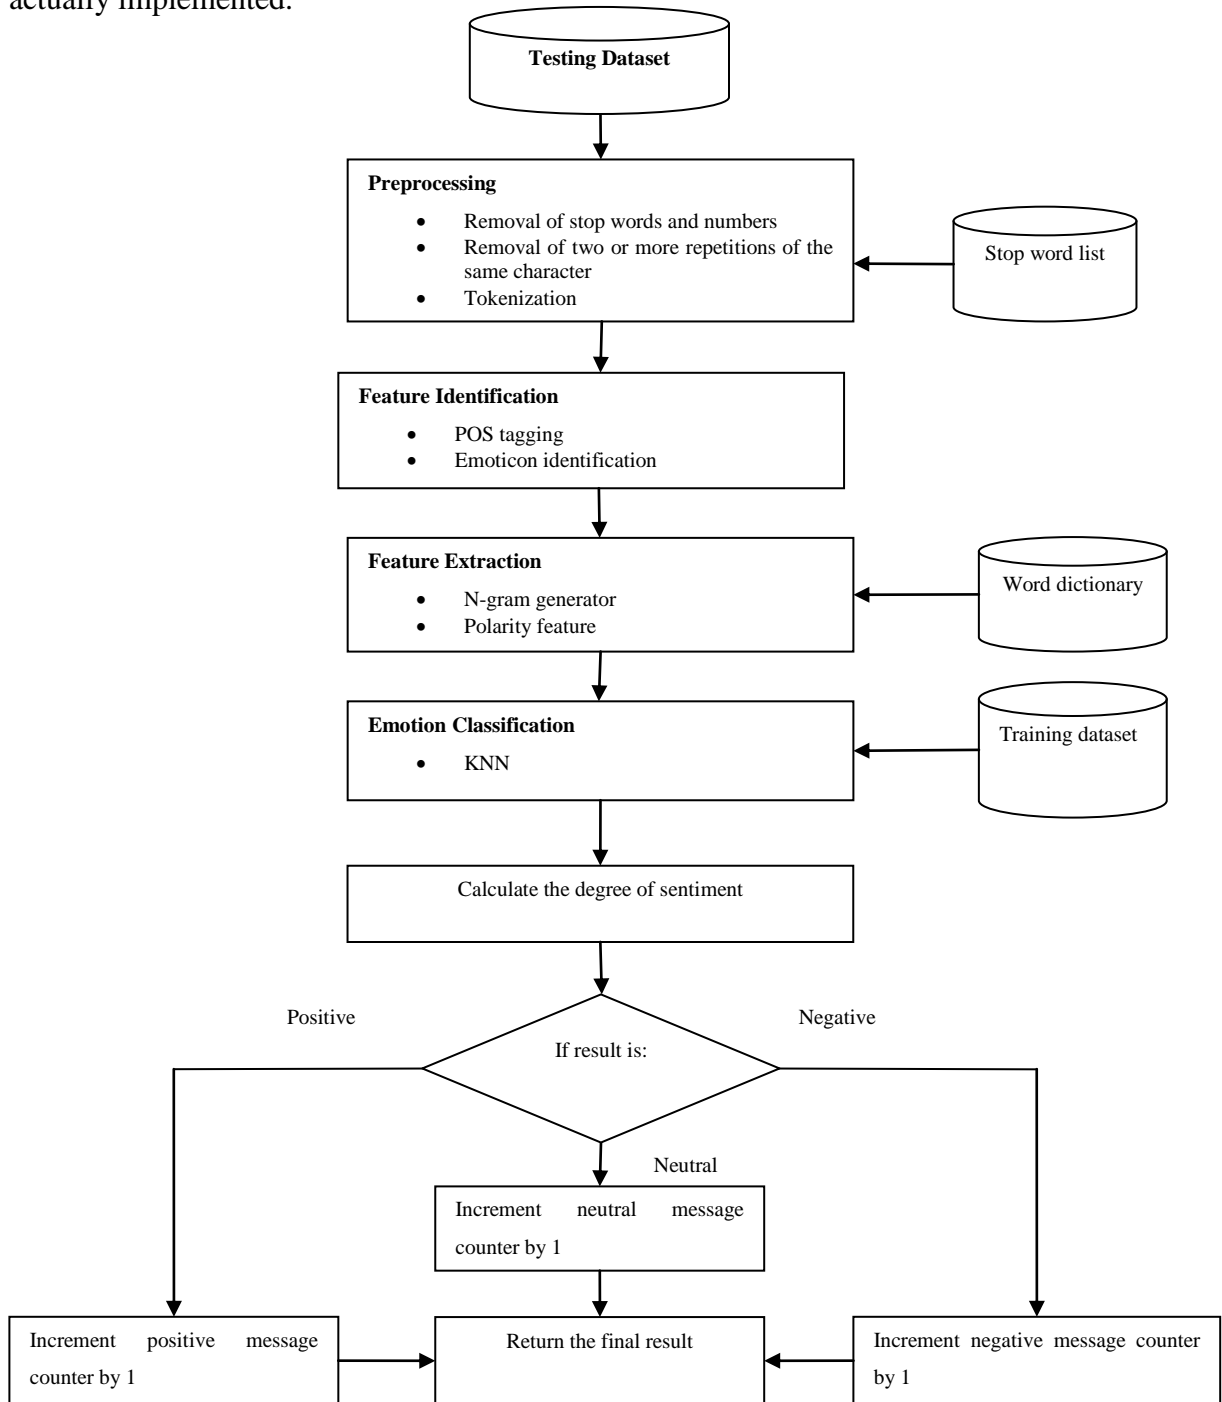 actually implemented.
Testing Dataset
Preprocessing
• Removal of stop words and numbers
• Removal of two or more repetitions of the
same character
• Tokenization
Stop word list
Feature Identification
• POS tagging
• Emoticon identification
Feature Extraction
• N-gram generator
• Polarity feature
Word dictionary
Emotion Classification
• KNN
Training dataset
Calculate the degree of sentiment
Positive
Negative
If result is:
Neutral
Increment neutral message
counter by 1
Increment positive message
counter by 1
Return the final result
Increment negative message counter
by 1